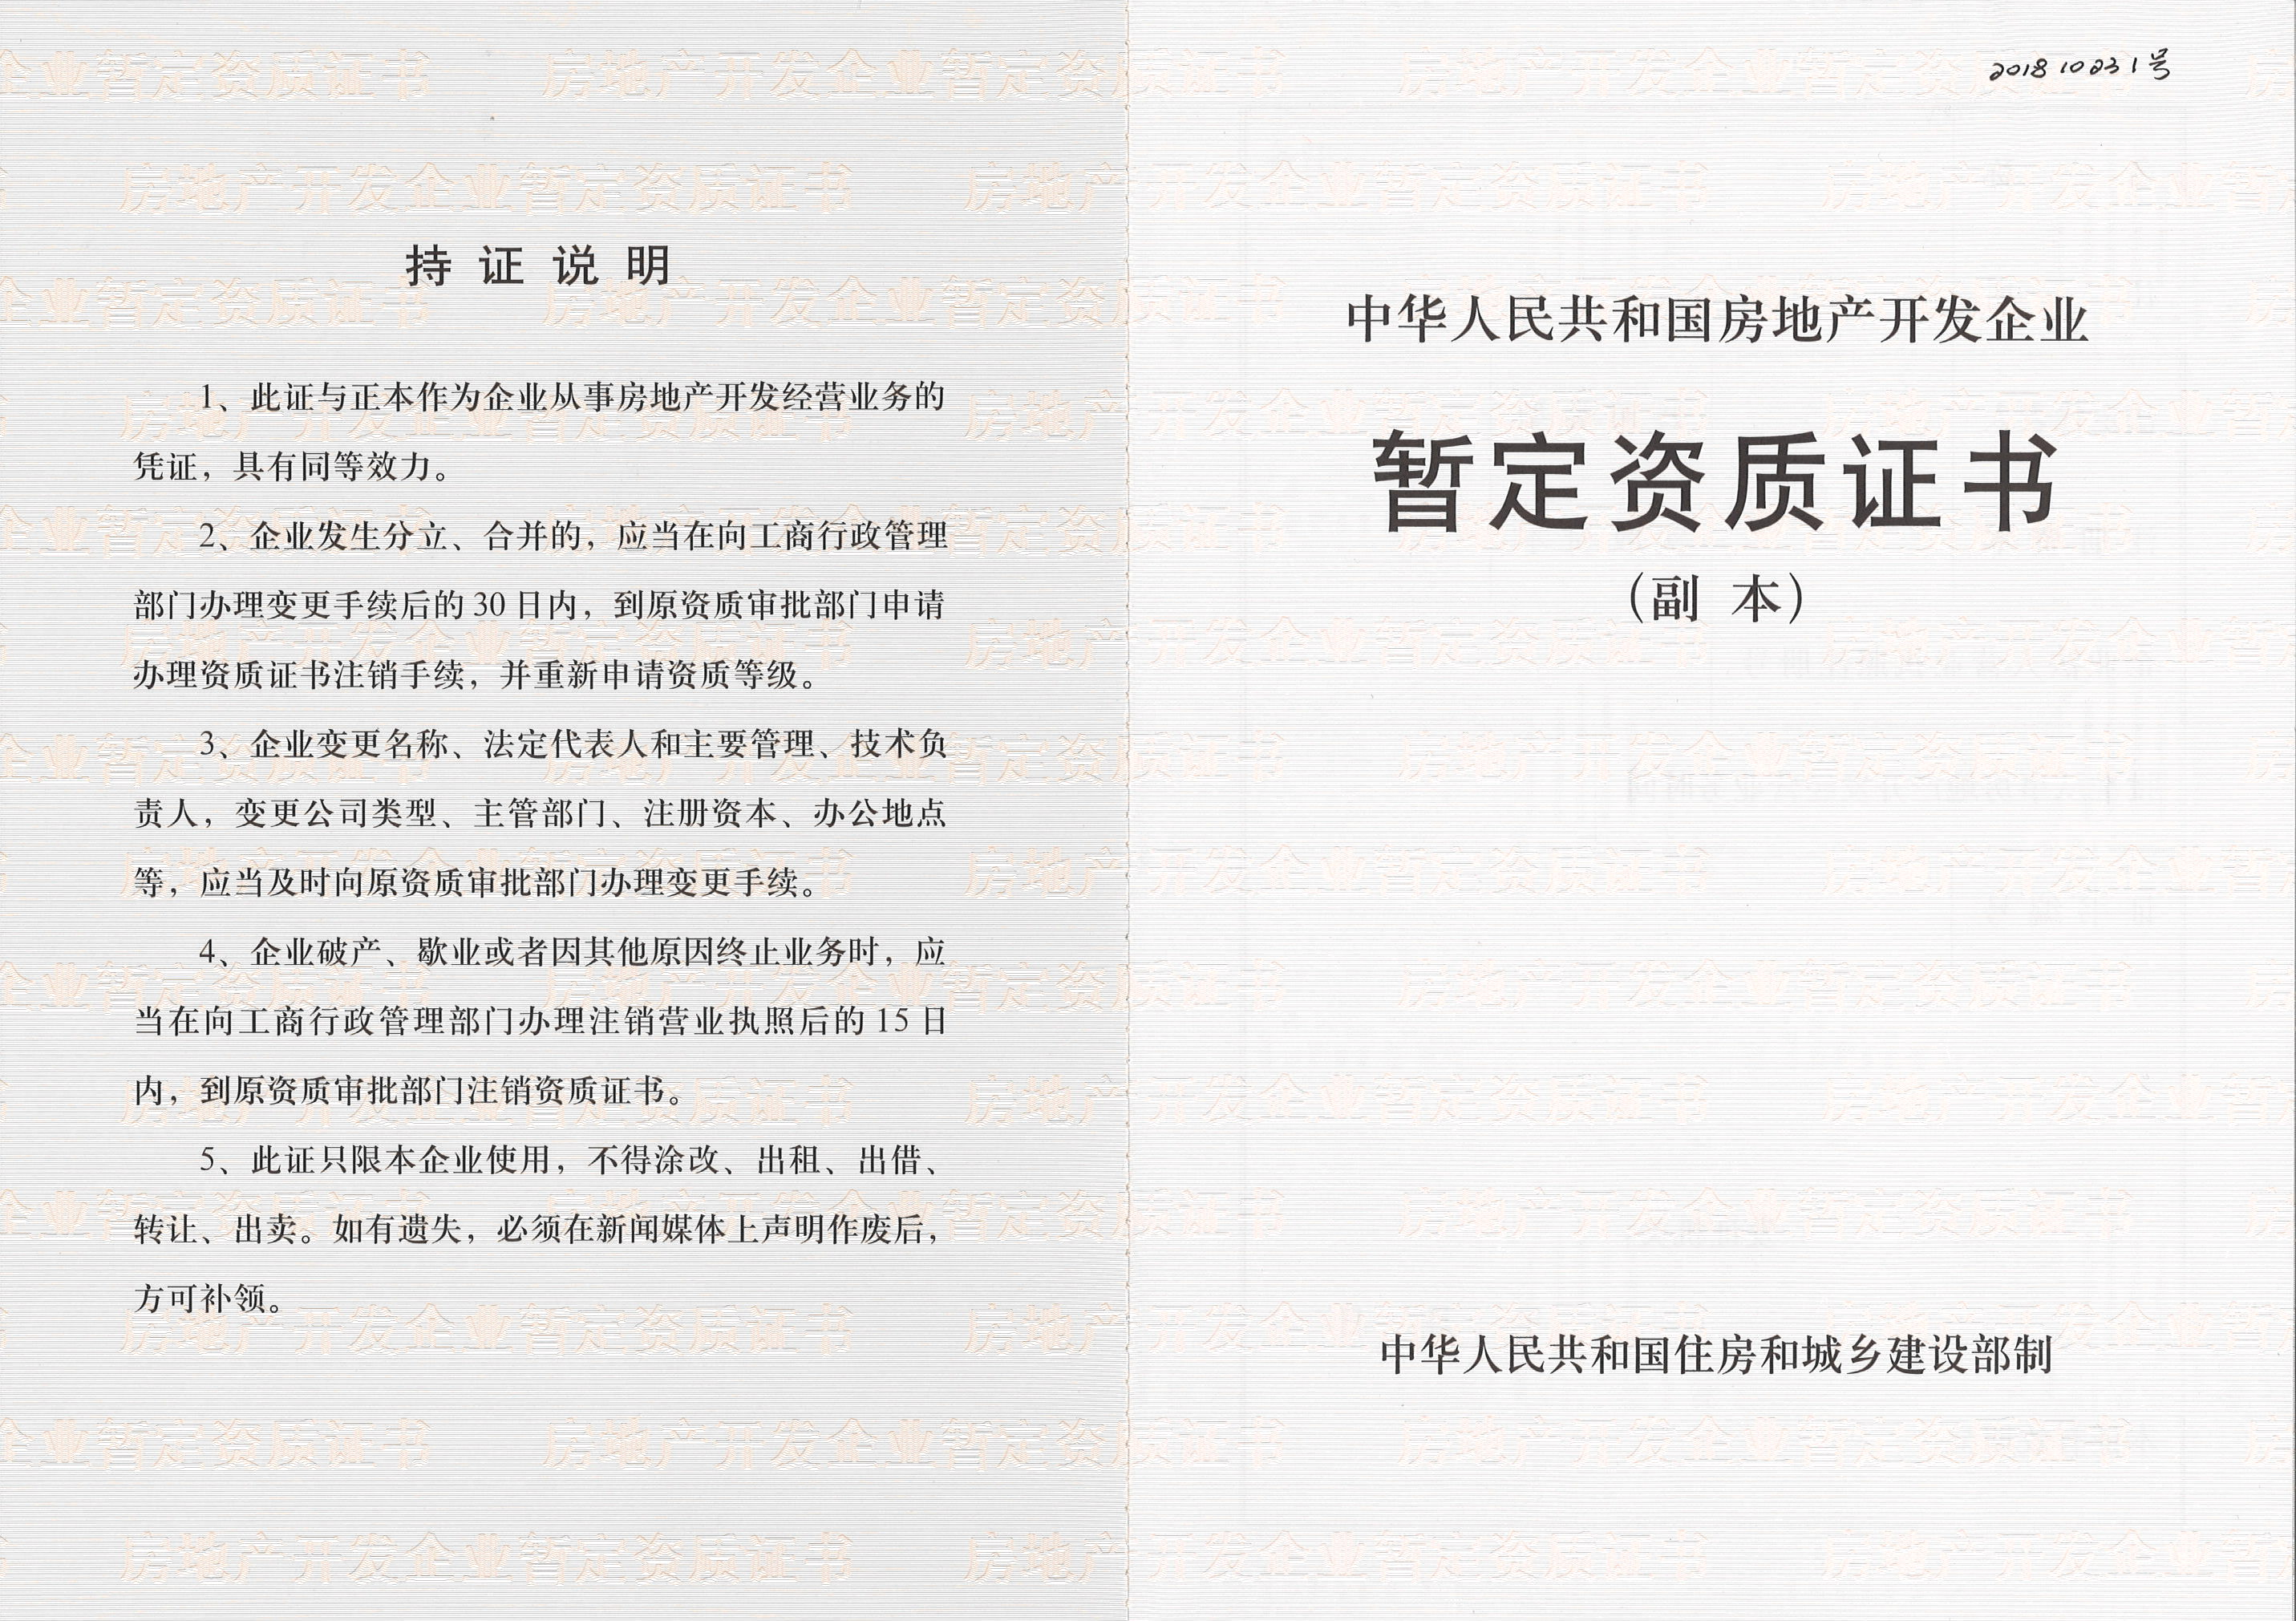 持证说明
1、此证与正本作为企业从事房地产开发经营业务的
凭证，具有同等效力。
2、企业发生分立、合并的，应当在向工商行政管理
部门办理变更手续后的30日内，到原资质审批部门申请
办理资质证书注销手续，并重新申请资质等级。
3、企业变更名称、法定代表人和主要管理、技术负
责人，变更公司类型、主管部门、注册资本、办公地点
等，应当及时向原资质审批部门办理变更手续。
4、企业破产、歇业或者因其他原因终止业务时，应
当在向工商行政管理部门办理注销营业执照后的15日
内，到原资质审批部门注销资质证书。
5、此证只限本企业使用，不得涂改、出租、出借、
转让、出卖。如有遗失，必须在新闻媒体上声明作废后，
方可补领。
2018 10 23 1号
中华人民共和国房地产开发企业
暂定资质证书
（副 本）
中华人民共和国住房和城乡建设部制